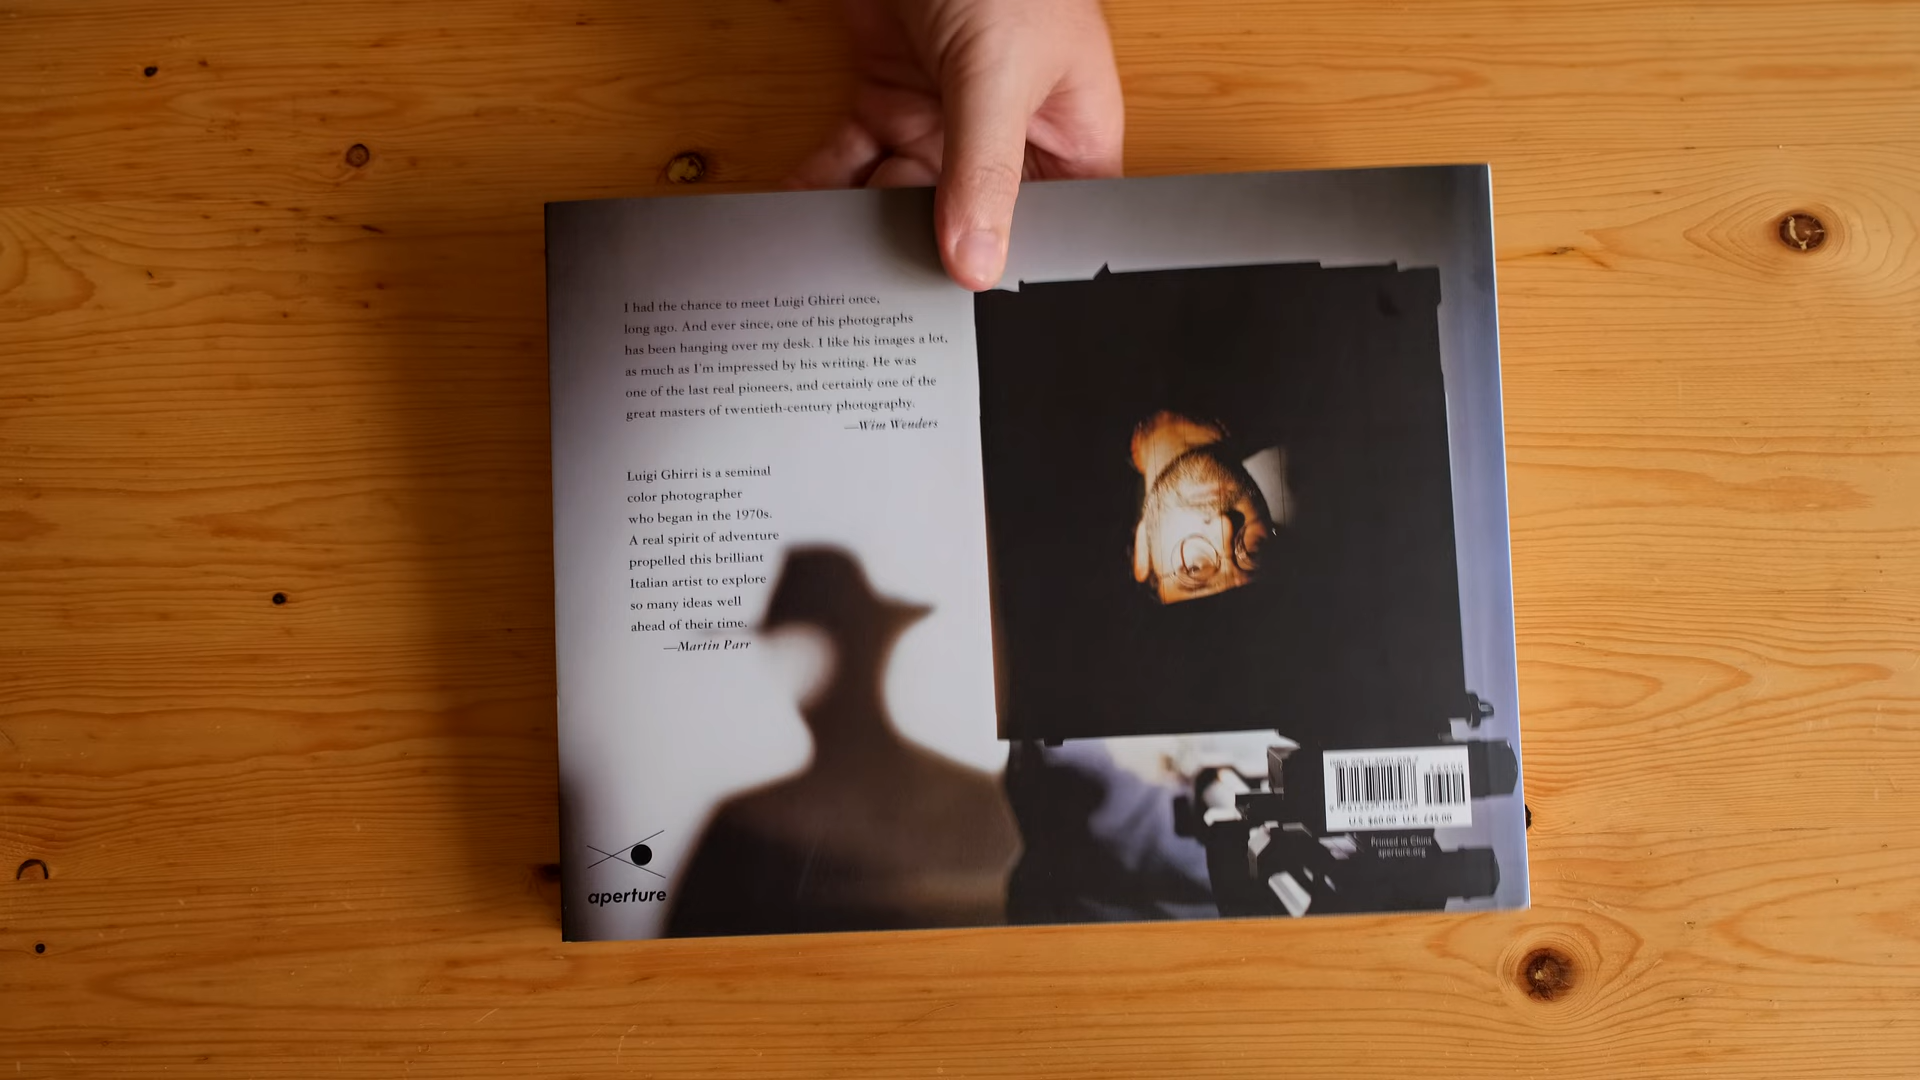 I had the chance to meet Luigi Ghirri once,
long ago. And ever since, one of his photographs
has been hanging over my desk. I like his images a lot,
as much as I'm impressed by his writing. He was
one of the last real pioneers, and certainly one of the
great masters of twentieth-century photography.
—Wim Wenders
Luigi Ghirri is a seminal
color photographer
who began in the 1970s.
A real spirit of adventure
propelled this brilliant
Italian artist to explore
so many ideas well
ahead of their time.
—Martin Parr
aperture
U.S. $60.00 U.K. £45.00
Printed in China
aperture.org